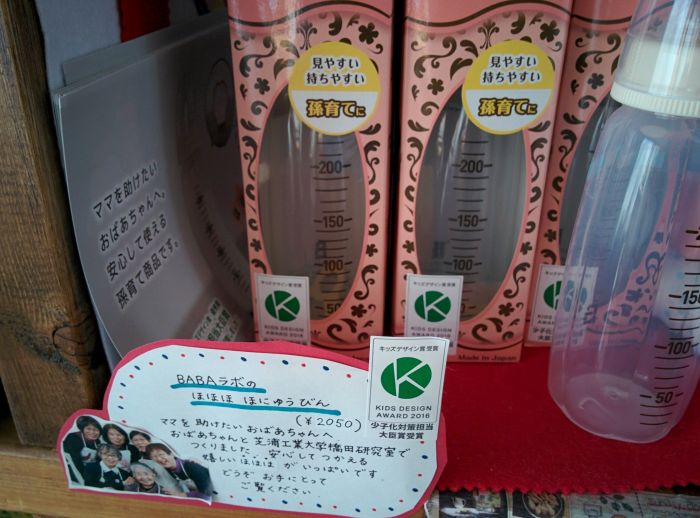 ママを助けたい
おばあちゃんへ。
安心して使える
孫育て商品です。
見やすい
持ちやすい
孫育てに
200
150
100
50
キッズデザイン賞 受賞
KIDS DESIGN
AWARD 2016
見やすい
持ちやすい
孫育てに
200
150
100
キッズデザイン賞 受賞
KIDS DESIGN
AWARD 2016
Made in Japan
100
50
BABAラボの
ほほほ ほにゅうびん
(¥2050)
ママを助けたい おばあちゃんへ
おばあちゃんと 芝浦工業大学橋田研究室で
つくりました. 安心してつかえる
嬉しいほほほ がいっぱいです
どうぞ お手にとって
ご覧ください
キッズデザイン賞 受賞
KIDS DESIGN
AWARD 2016
少子化対策担当
大臣賞受賞